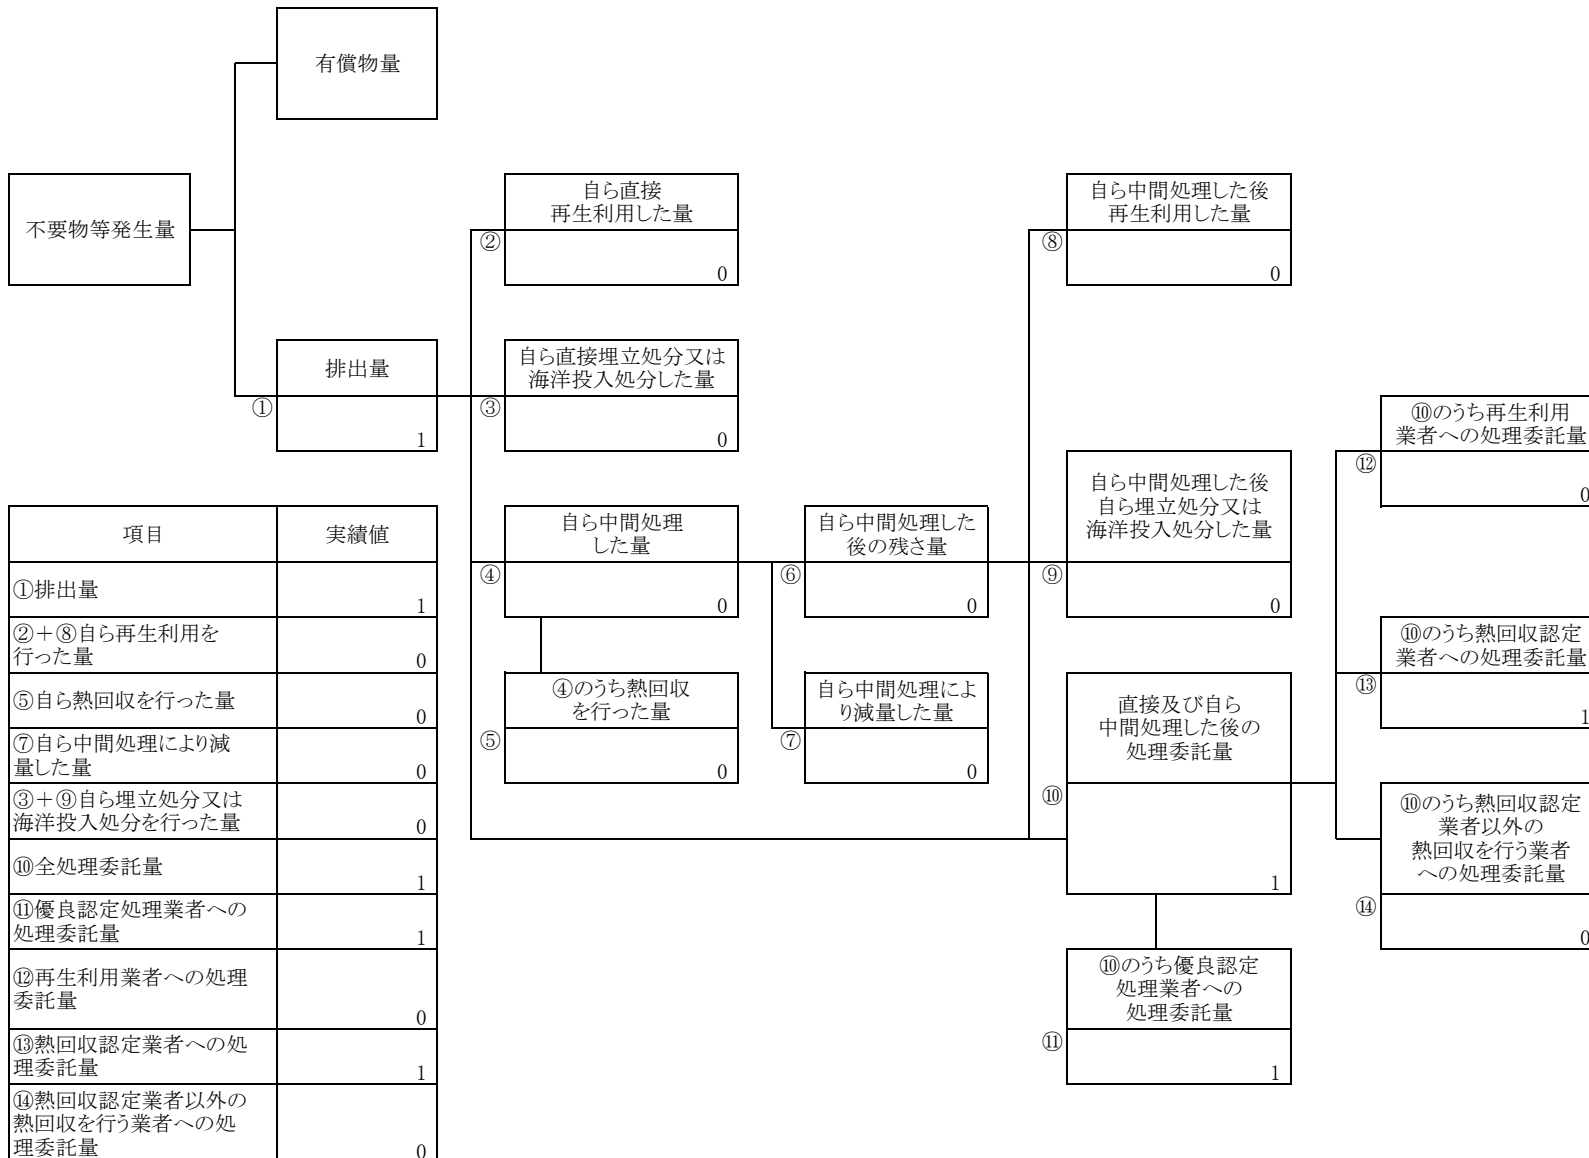 有償物量
不要物等発生量
自ら直接
再生利用した量
②
0
自ら中間処理した後
再生利用した量
⑧
0
排出量
①
1
自ら直接埋立処分又は
海洋投入処分した量
③
0
⑩のうち再生利用
業者への処理委託量
⑫
0
自ら中間処理
した量
④
0
自ら中間処理した
後の残さ量
⑥
0
自ら中間処理した後
自ら埋立処分又は
海洋投入処分した量
⑨
0
⑩のうち熱回収認定
業者への処理委託量
⑬
1
④のうち熱回収
を行った量
⑤
0
自ら中間処理によ
り減量した量
⑦
0
直接及び自ら
中間処理した後の
処理委託量
⑩
1
⑩のうち熱回収認定
業者以外の
熱回収を行う業者
への処理委託量
⑭
0
⑩のうち優良認定
処理業者への
処理委託量
⑪
1
項目 実績値
①排出量
1
②+⑧自ら再生利用を
行った量 0
⑤自ら熱回収を行った量
0
⑦自ら中間処理により減
量した量 0
③+⑨自ら埋立処分又は
海洋投入処分を行った量 0
⑩全処理委託量
1
⑪優良認定処理業者への
処理委託量 1
⑫再生利用業者への処理
委託量
0
⑬熱回収認定業者への処
理委託量 1
⑭熱回収認定業者以外の
熱回収を行う業者への処
理委託量 0